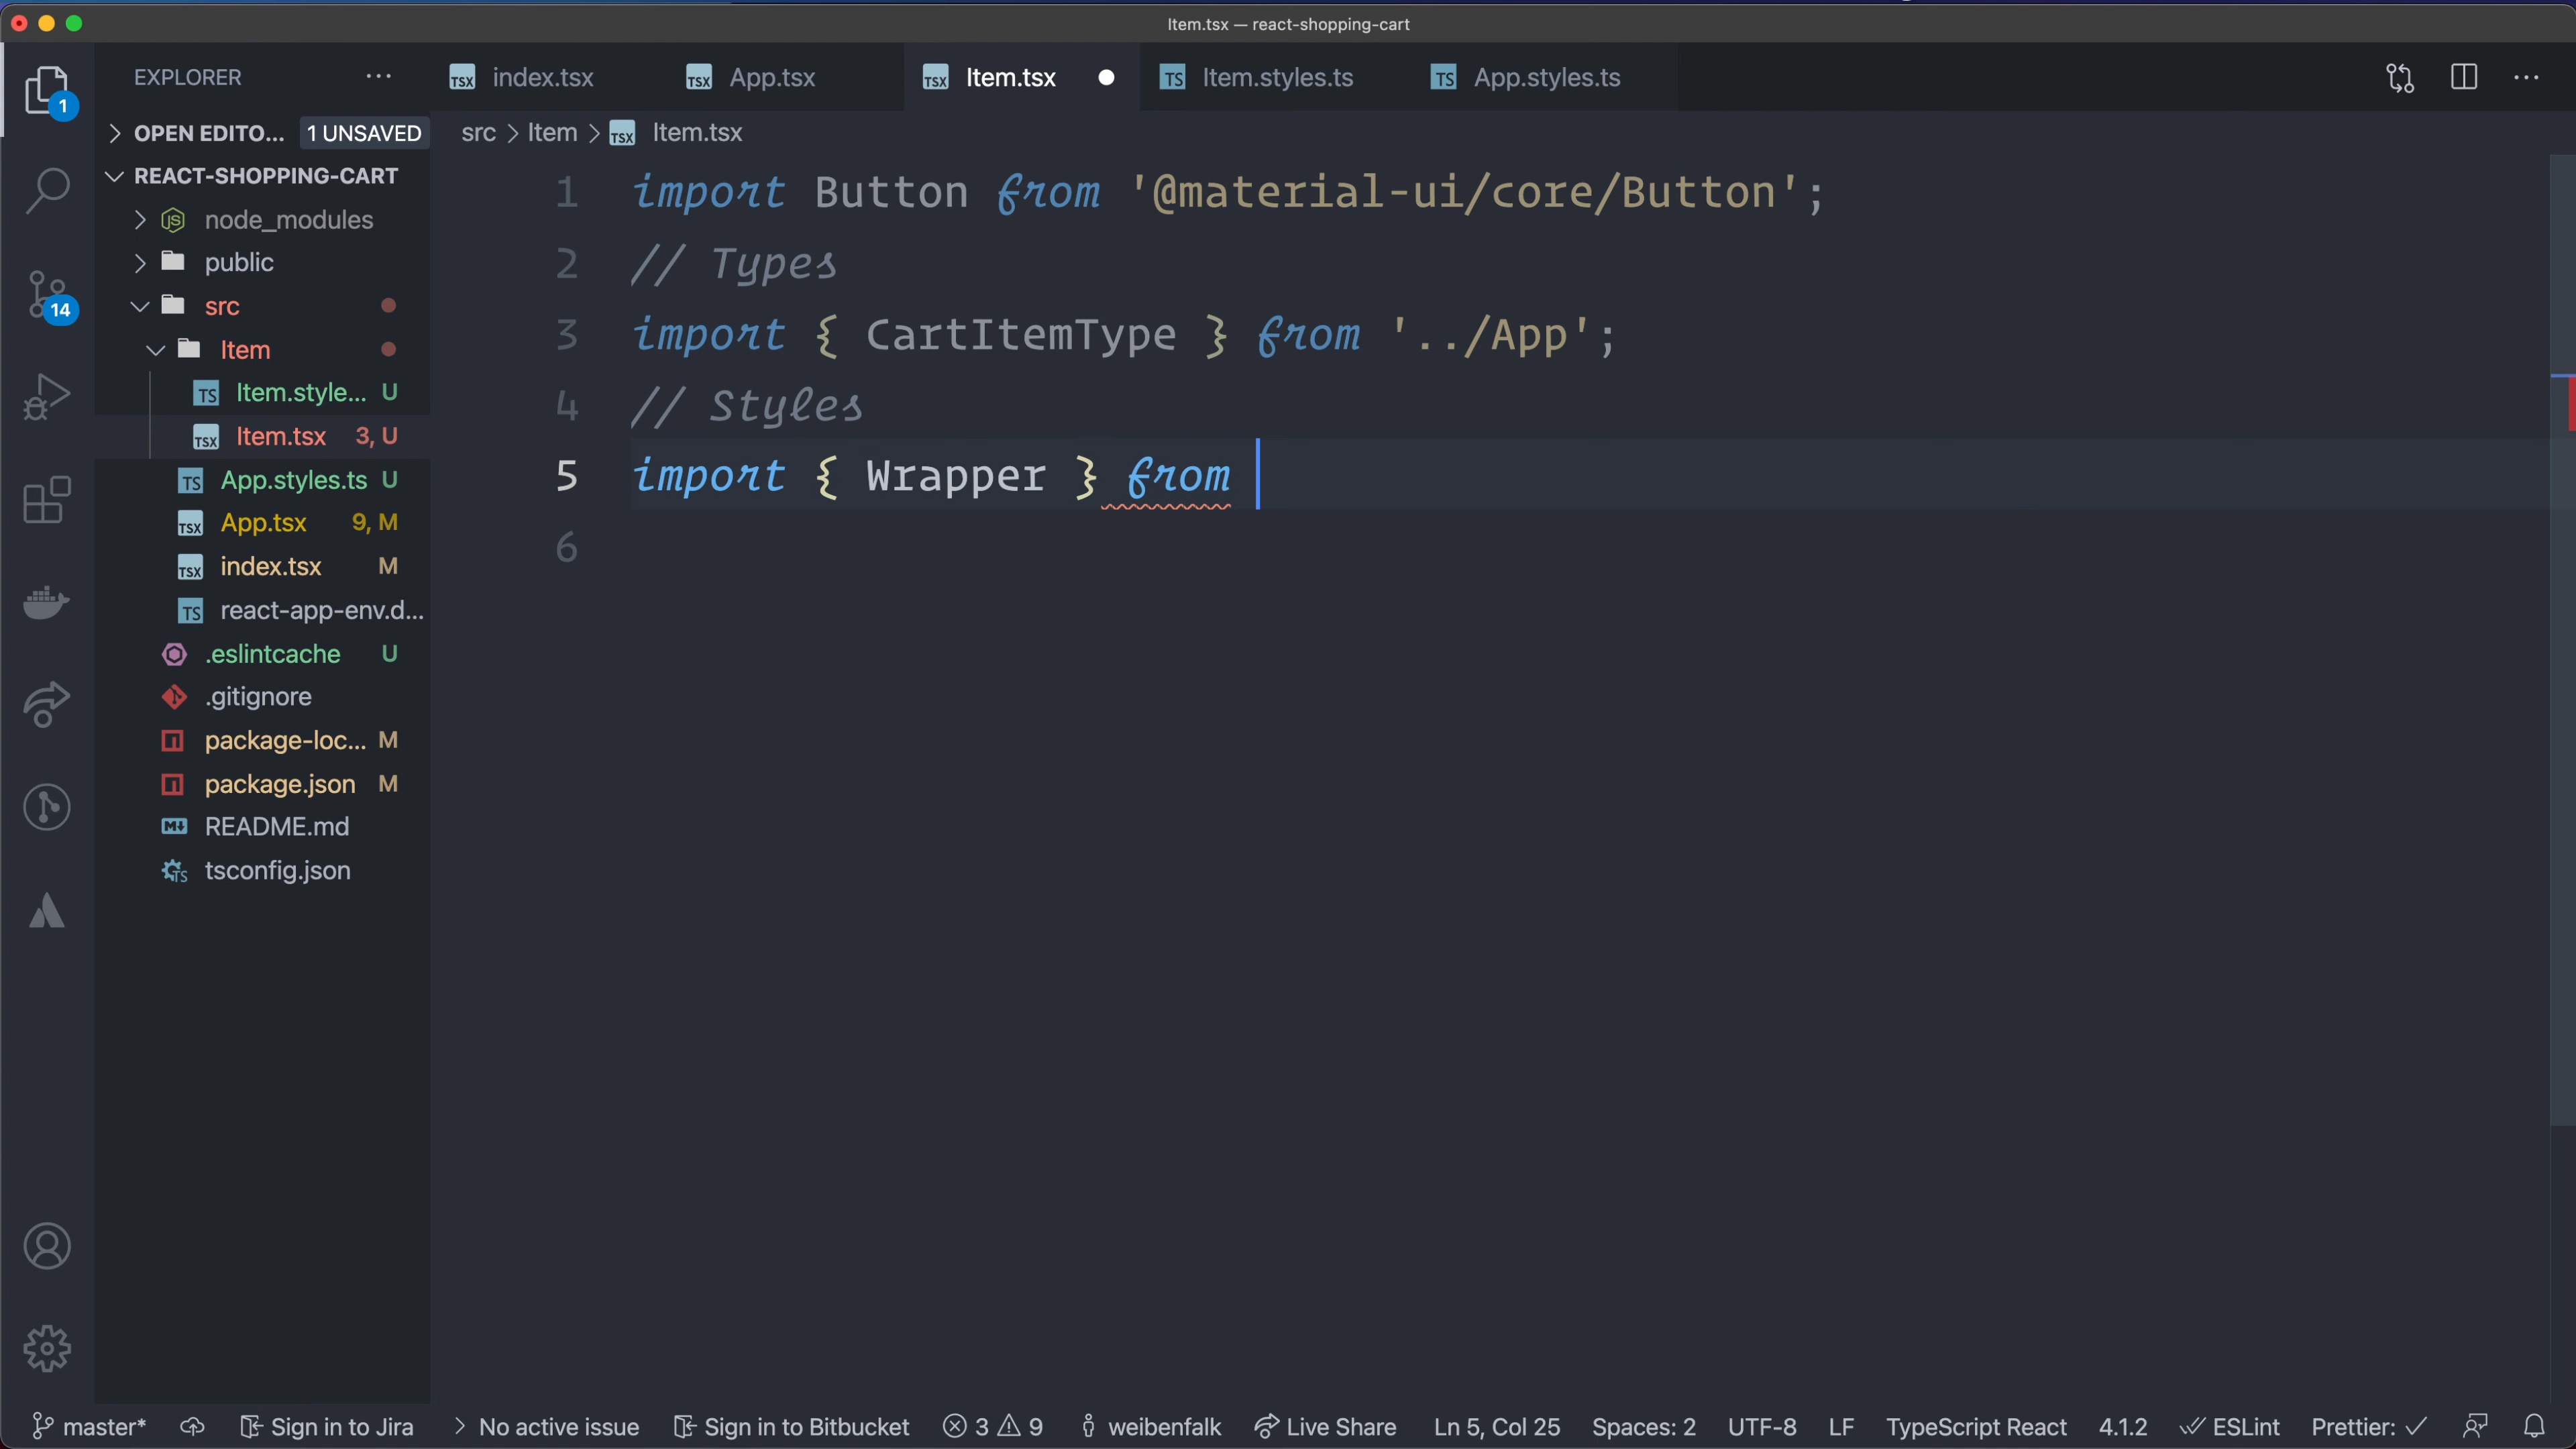 Item.tsx — react-shopping-cart
EXPLORER
index.tsx
App.tsx
Item.tsx
Item.styles.ts
App.styles.ts
1
OPEN EDITO... 1 UNSAVED
src > Item > Item.tsx
REACT-SHOPPING-CART
node_modules
public
src
Item
Item.style... U
Item.tsx 3, U
App.styles.ts U
App.tsx 9, M
index.tsx M
react-app-env.d...
.eslintcache U
.gitignore
package-loc... M
package.json M
README.md
tsconfig.json
14
1 import Button from '@material-ui/core/Button';
2 // Types
3 import { CartItemType } from '../App';
4 // Styles
5 import { Wrapper } from
6
master* Sign in to Jira > No active issue Sign in to Bitbucket 3 9 weibenfalk Live Share Ln 5, Col 25 Spaces: 2 UTF-8 LF TypeScript React 4.1.2 ESLint Prettier: ✓